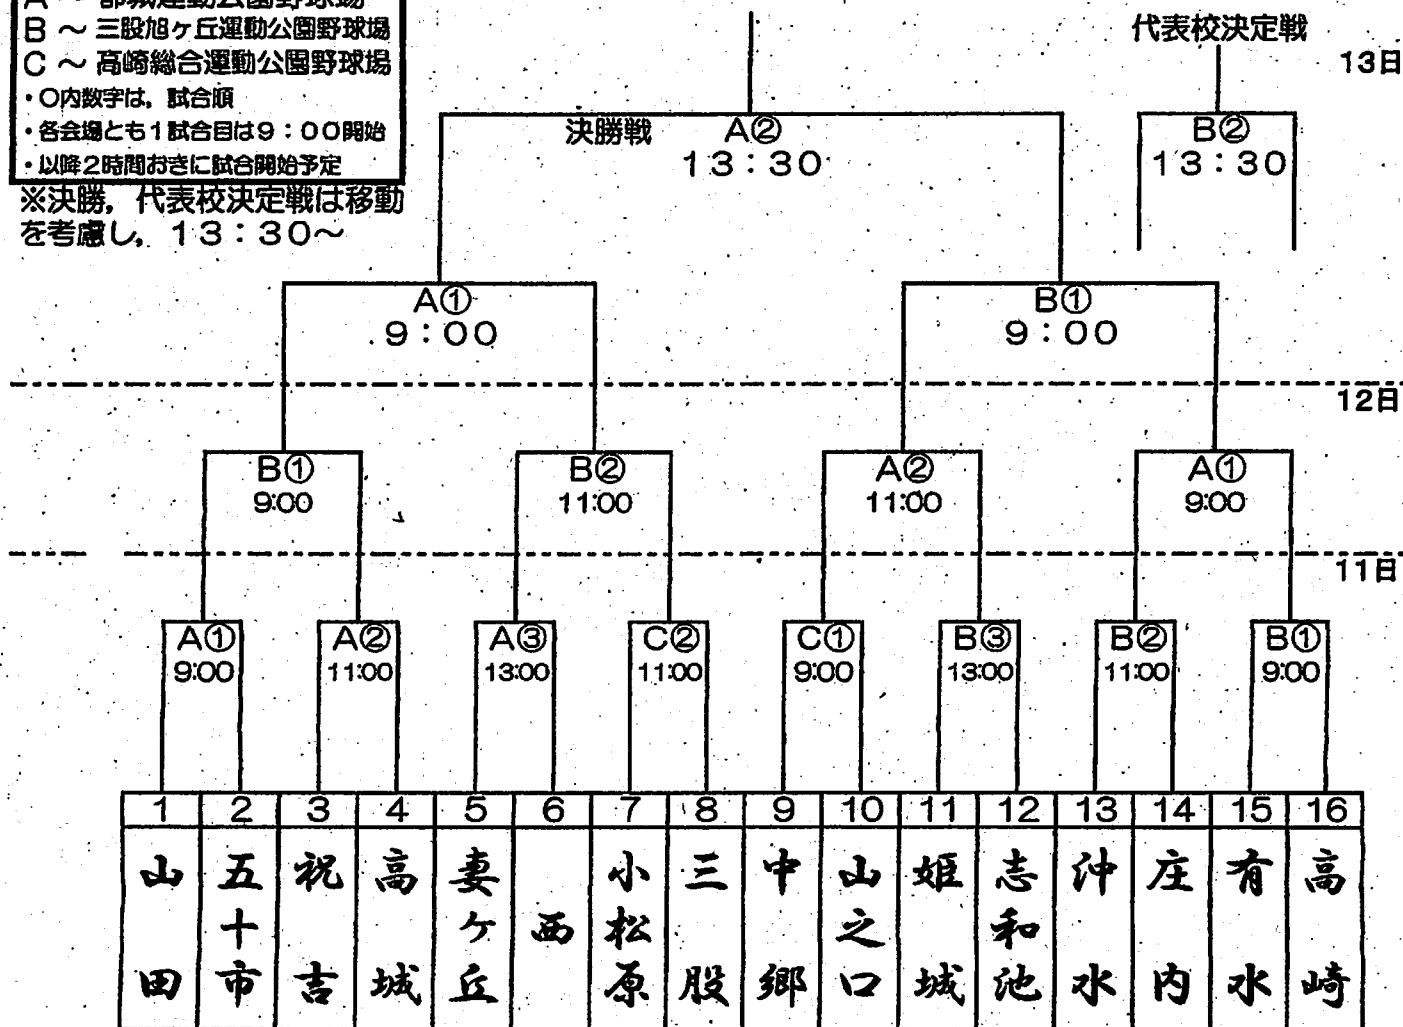 A ～ 都城運動公園野球場
B ～ 三股旭ヶ丘運動公園野球場
C ～ 高崎総合運動公園野球場
・○内数字は，試合順
・各会場とも１試合目は９：００開始
・以降２時間おきに試合開始予定
※決勝，代表校決定戦は移動
を考慮し，１３：３０～
代表校決定戦
13日
決勝戦 A②
１３：３０
B②
１３：３０
A①
９：００
B①
９：００
12日
B①
9:00
B②
11:00
A②
11:00
A①
9:00
11日
A①
9:00
A②
11:00
A③
13:00
C②
11:00
C①
9:00
B③
13:00
B②
11:00
B①
9:00
1 2 3 4 5 6 7 8 9 10 11 12 13 14 15 16
山田
五十市
祝吉
高城
妻ヶ丘
西
小松原
三股
中郷
山之口
姫城
志和池
沖水
庄内
有水
高崎